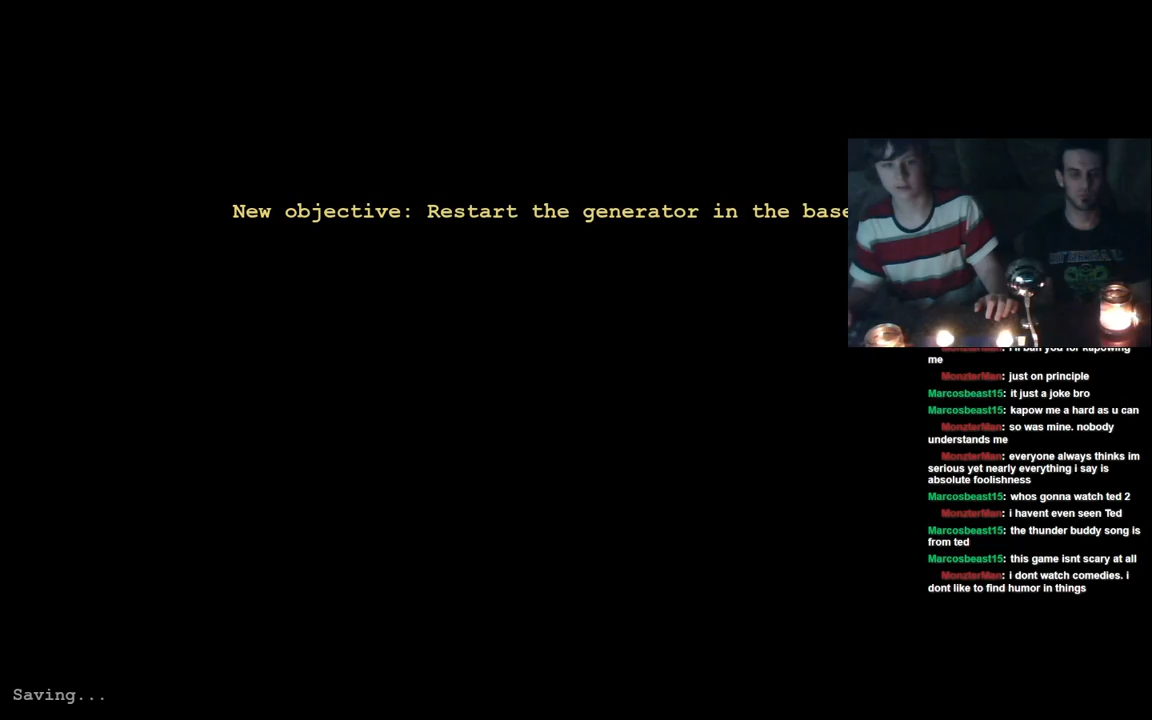 New objective: Restart the generator in the base
me
MonzterMan: just on principle
Marcosbeast15: it just a joke bro
Marcosbeast15: kapow me a hard as u can
MonzterMan: so was mine. nobody
understands me
MonzterMan: everyone always thinks im
serious yet nearly everything i say is
absolute foolishness
Marcosbeast15: whos gonna watch ted 2
MonzterMan: i havent even seen Ted
Marcosbeast15: the thunder buddy song is
from ted
Marcosbeast15: this game isnt scary at all
MonzterMan: i dont watch comedies. i
dont like to find humor in things
Saving...